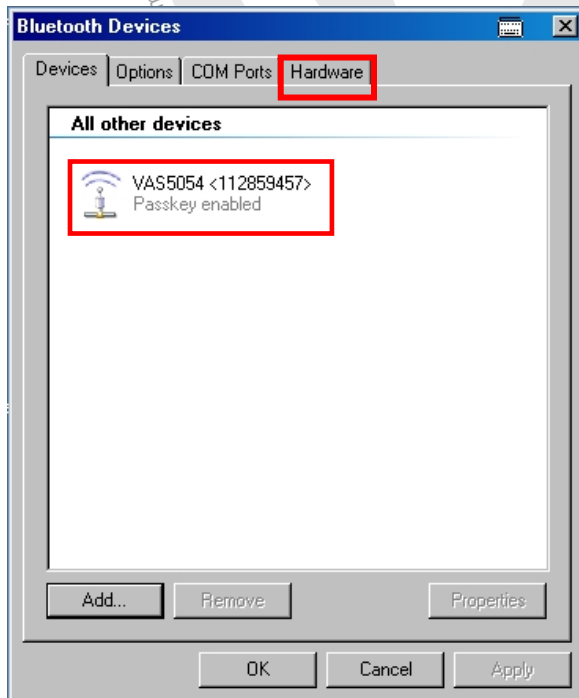 Bluetooth Devices
Devices Options COM Ports Hardware
All other devices
VAS5054 <112859457>
Passkey enabled
Add... Remove Properties
OK Cancel Apply